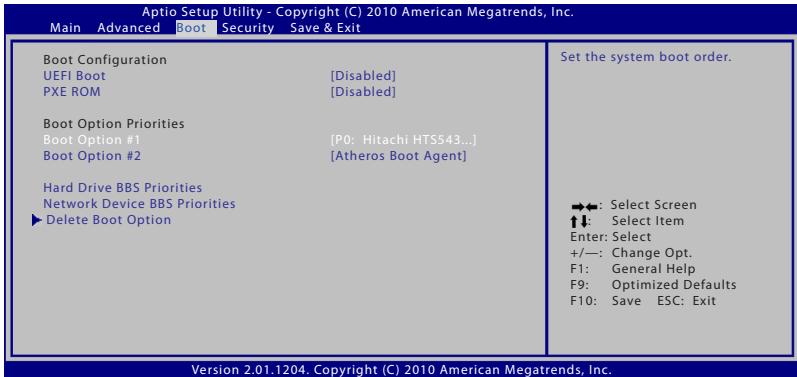 Aptio Setup Utility - Copyright (C) 2010 American Megatrends, Inc.
Main Advanced Boot Security Save & Exit
Boot Configuration
UEFI Boot [Disabled]
PXE ROM [Disabled]
Boot Option Priorities
Boot Option #1 [P0: Hitachi HTS543...]
Boot Option #2 [Atheros Boot Agent]
Hard Drive BBS Priorities
Network Device BBS Priorities
Delete Boot Option
Set the system boot order.
→←: Select Screen
↑↓: Select Item
Enter: Select
+/—: Change Opt.
F1: General Help
F9: Optimized Defaults
F10: Save ESC: Exit
Version 2.01.1204. Copyright (C) 2010 American Megatrends, Inc.